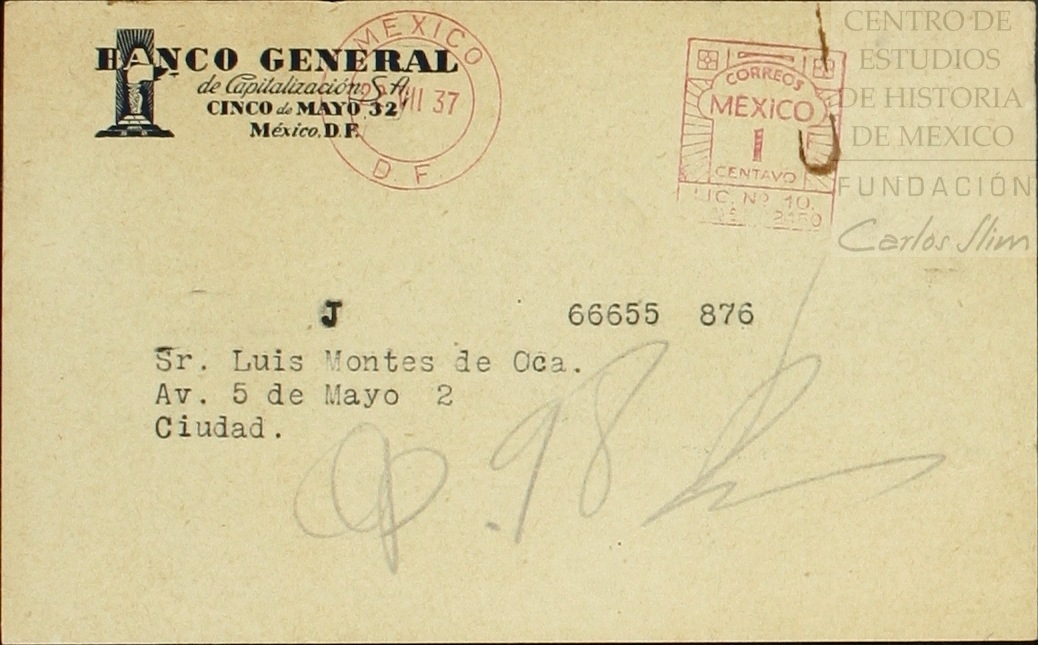 BANCO GENERAL
de Capitalización, S. A.
CINCO de MAYO 32
México, D.F.
MEXICO
VII 37
D. F.
CORREOS
MEXICO
1
CENTAVO
LIC. Nº 10.
CENTRO DE
ESTUDIOS
DE HISTORIA
DE MEXICO
FUNDACIÓN
Carlos Slim
J 66655 876
Sr. Luis Montes de Oca.
Av. 5 de Mayo 2
Ciudad.